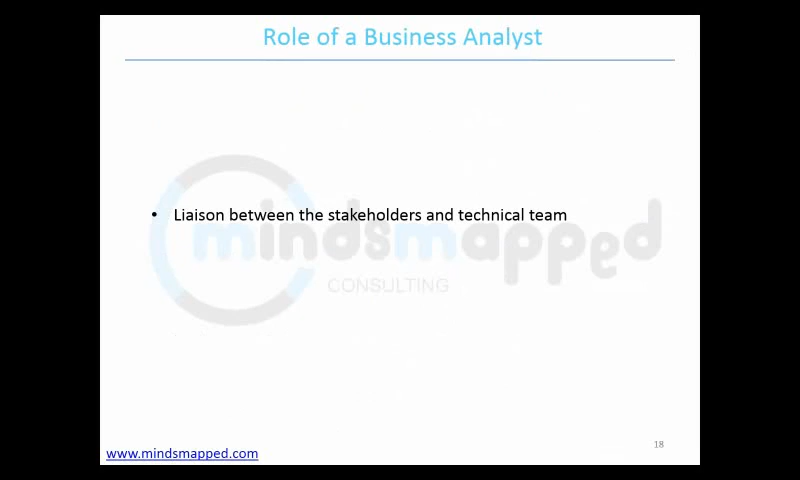 Role of a Business Analyst
• Liaison between the stakeholders and technical team
mindsmapped
CONSULTING
18
www.mindsmapped.com